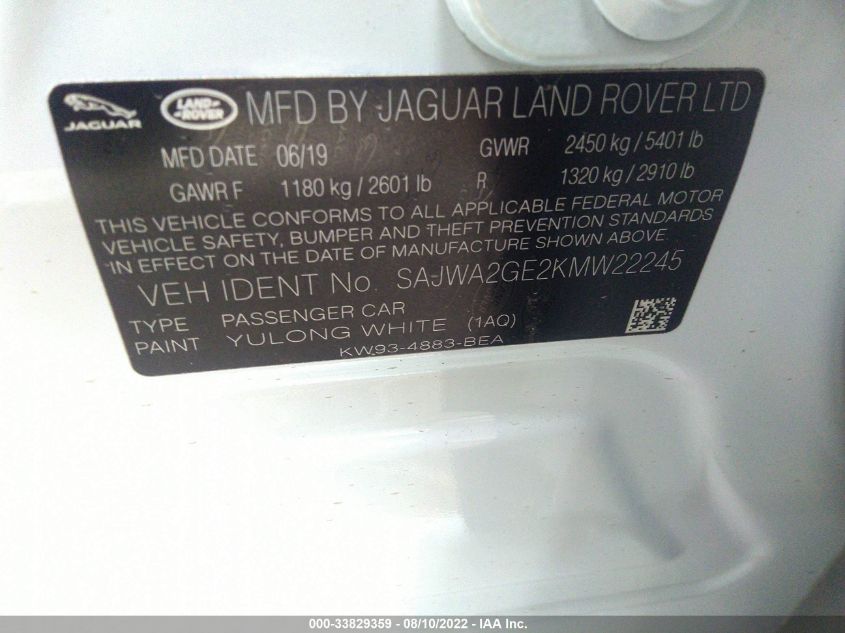 JAGUAR LAND ROVER MFD BY JAGUAR LAND ROVER LTD
MFD DATE 06/19 GVWR 2450 kg / 5401 lb
GAWR F 1180 kg / 2601 lb R 1320 kg / 2910 lb
THIS VEHICLE CONFORMS TO ALL APPLICABLE FEDERAL MOTOR
VEHICLE SAFETY, BUMPER AND THEFT PREVENTION STANDARDS
IN EFFECT ON THE DATE OF MANUFACTURE SHOWN ABOVE.
VEH IDENT No. SAJWA2GE2KMW22245
TYPE PASSENGER CAR
PAINT YULONG WHITE (1AQ)
KW93-4883-BEA
000-33829359 - 08/10/2022 - IAA Inc.